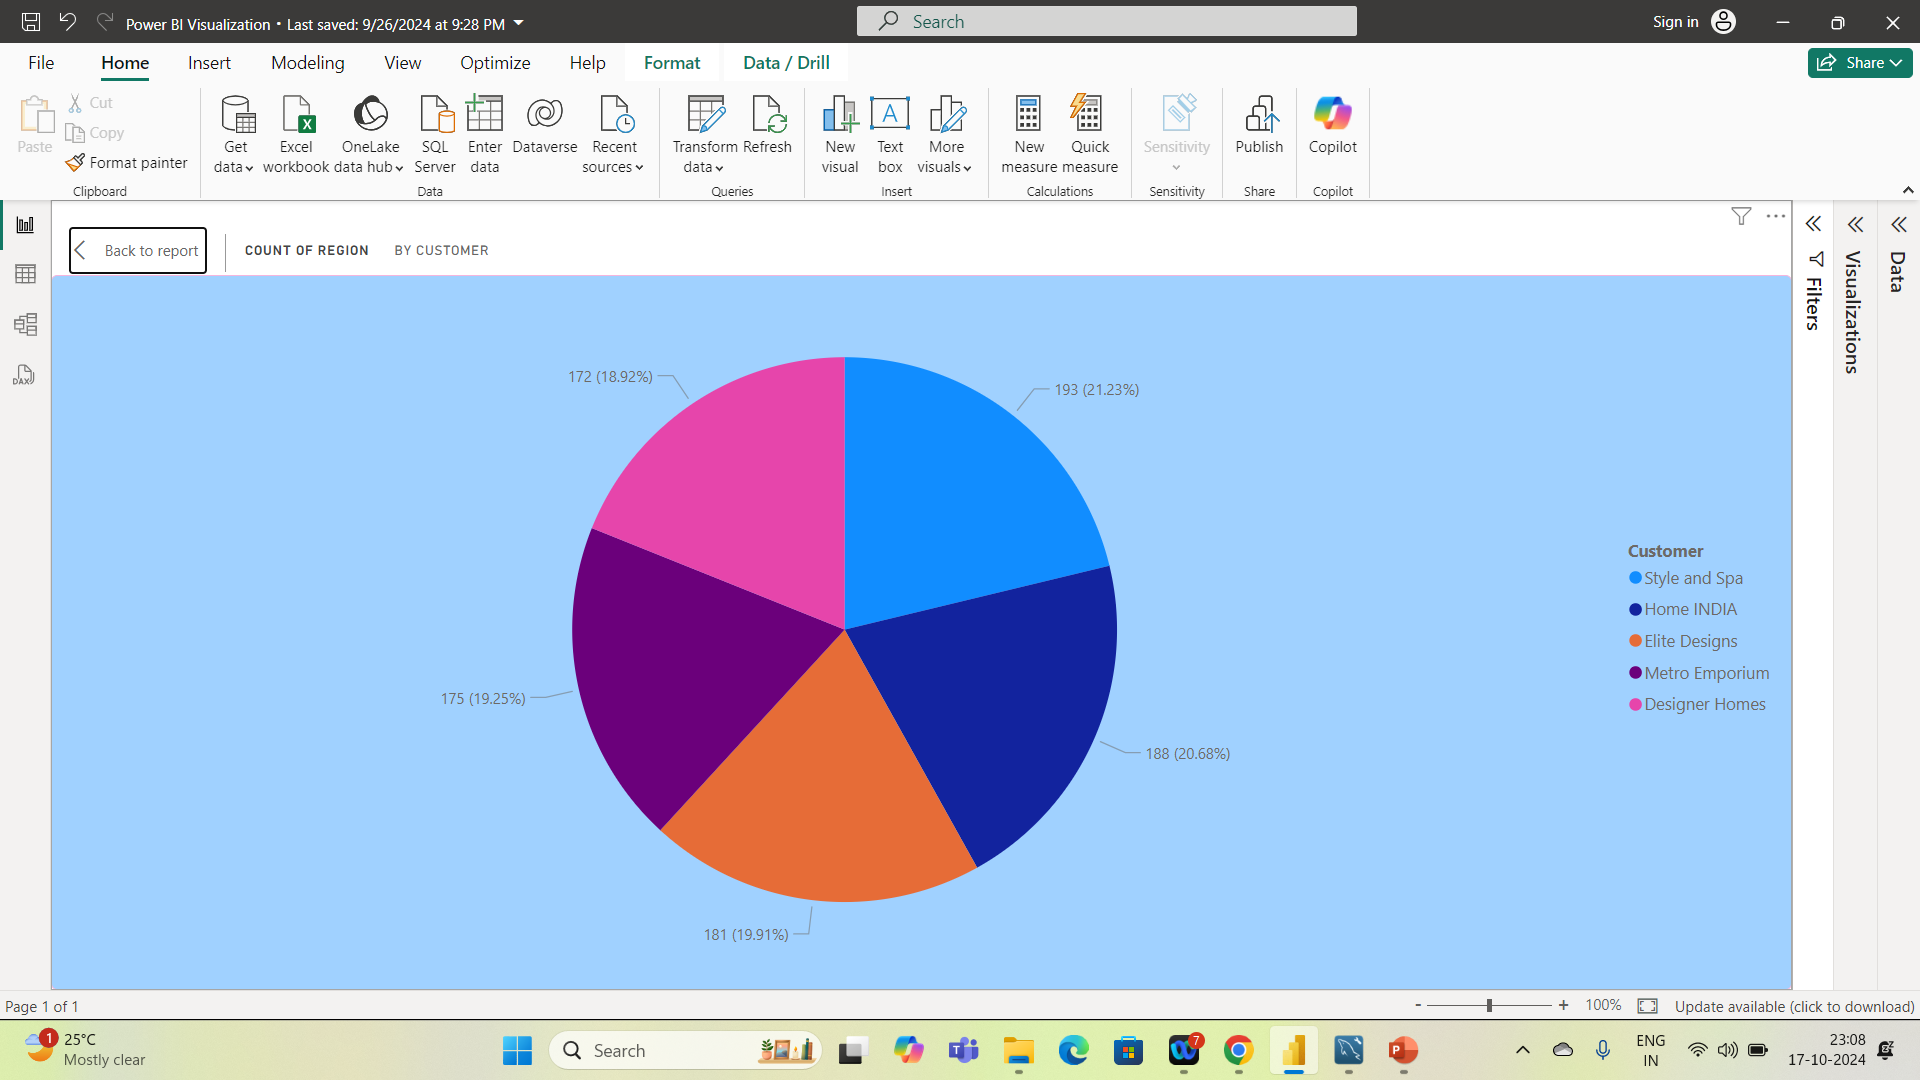 Power BI Visualization • Last saved: 9/26/2024 at 9:28 PM
Search
Sign in
File
Home
Insert
Modeling
View
Optimize
Help
Format
Data / Drill
Share
Paste
Cut
Copy
Format painter
Clipboard
Get
data
Excel
workbook
OneLake
data hub
SQL
Server
Enter
data
Dataverse
Recent
sources
Data
Transform
data
Refresh
Queries
New
visual
A
Text
box
More
visuals
Insert
New
measure
Quick
measure
Calculations
Sensitivity
Sensitivity
Publish
Share
Copilot
Copilot
DAX
Back to report
COUNT OF REGION
BY CUSTOMER
Filters
Visualizations
Data
172 (18.92%)
193 (21.23%)
175 (19.25%)
188 (20.68%)
181 (19.91%)
Customer
Style and Spa
Home INDIA
Elite Designs
Metro Emporium
Designer Homes
Page 1 of 1
- + 100%
Update available (click to download)
1
25°C
Mostly clear
Search
7
ENG
IN
23:08
17-10-2024